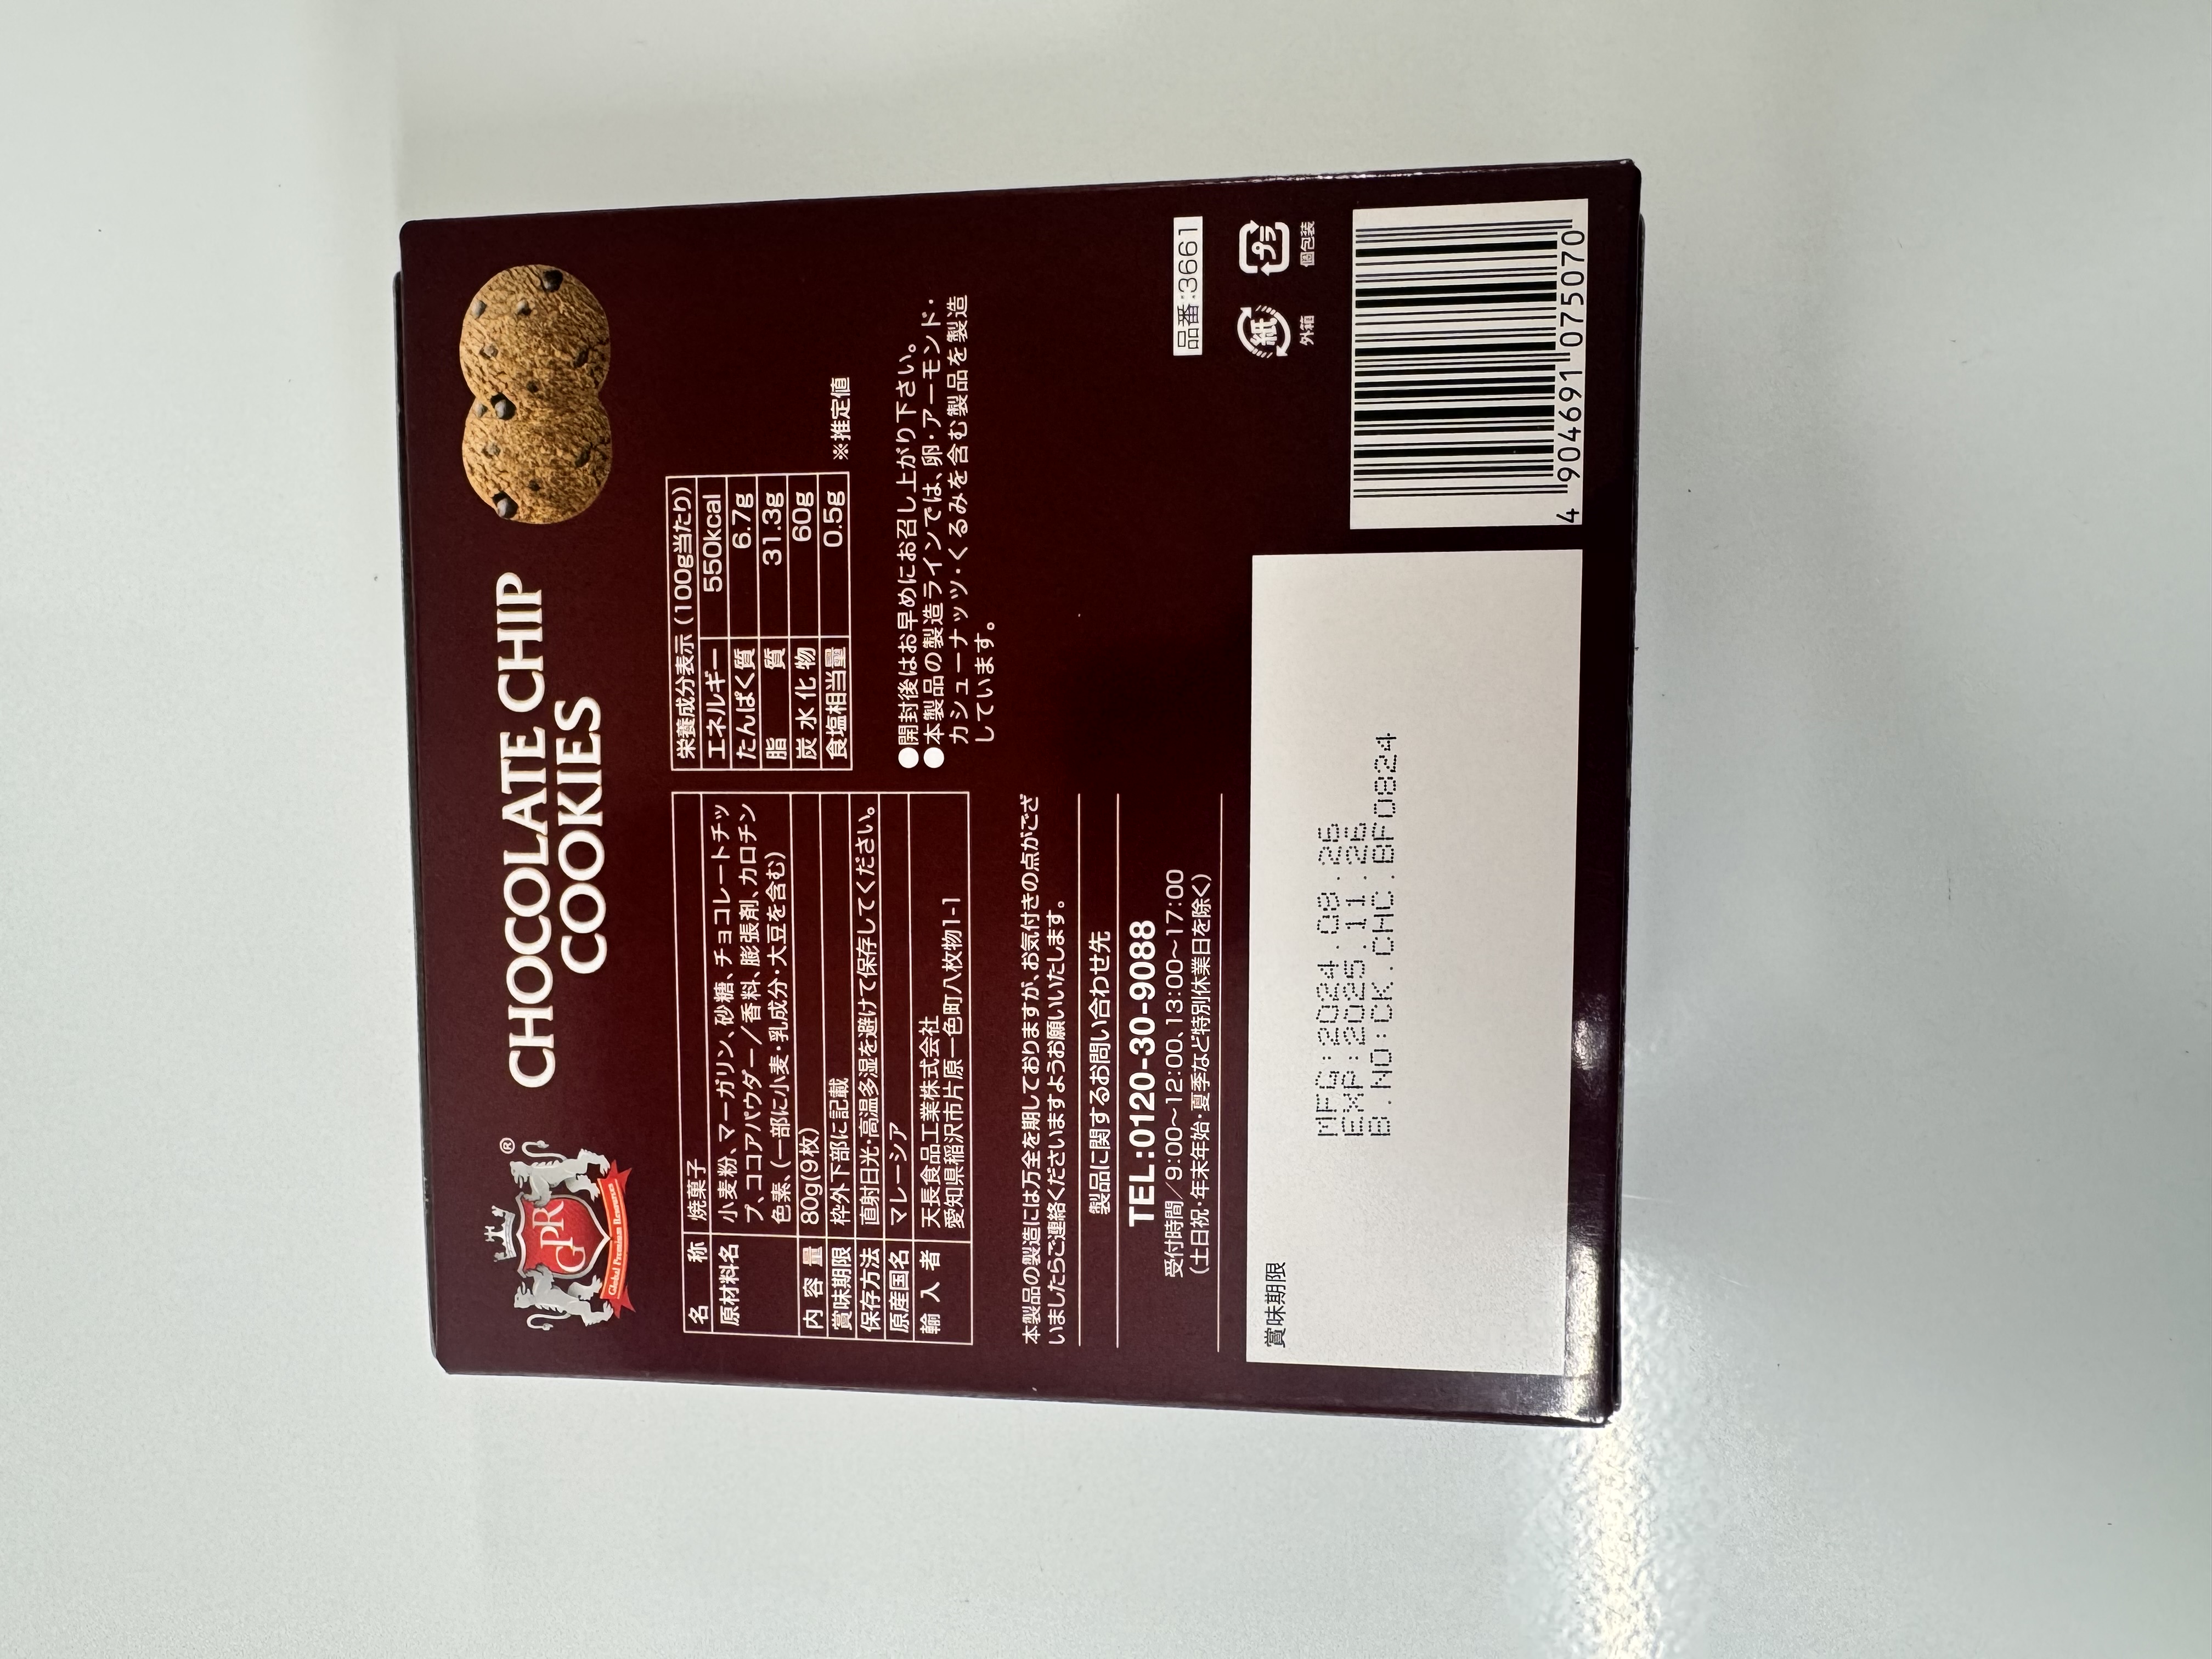 GPR
Global Premium Reserves
®
CHOCOLATE CHIP
COOKIES
名称 焼菓子
原材料名 小麦粉、マーガリン、砂糖、チョコレートチッ
プ、ココアパウダー／香料、膨張剤、カロチン
色素、(一部に小麦・乳成分・大豆を含む)
内容量 80g(9枚)
賞味期限 枠外下部に記載
保存方法 直射日光・高温多湿を避けて保存してください。
原産国名 マレーシア
輸入者 天長食品工業株式会社
愛知県稲沢市片原一色町八枚物1-1
栄養成分表示(100g当たり)
エネルギー 550kcal
たんぱく質 6.7g
脂質 31.3g
炭水化物 60g
食塩相当量 0.5g
※推定値
●開封後はお早めにお召し上がり下さい。
●本製品の製造ラインでは、卵・アーモンド・
カシューナッツ・くるみを含む製品を製造
しています。
本製品の製造には万全を期しておりますが、お気付きの点がござ
いましたらご連絡くださいますようお願いいたします。
製品に関するお問い合わせ先
TEL:0120-30-9088
受付時間／9:00〜12:00、13:00〜17:00
(土日祝・年末年始・夏季など特別休業日を除く)
品番:3661
紙
外箱
プラ
個包装
賞味期限
MFG:2024.08.26
EXP:2025.11.26
B.NO:CK.CHC.BF0824
4 904691 075070